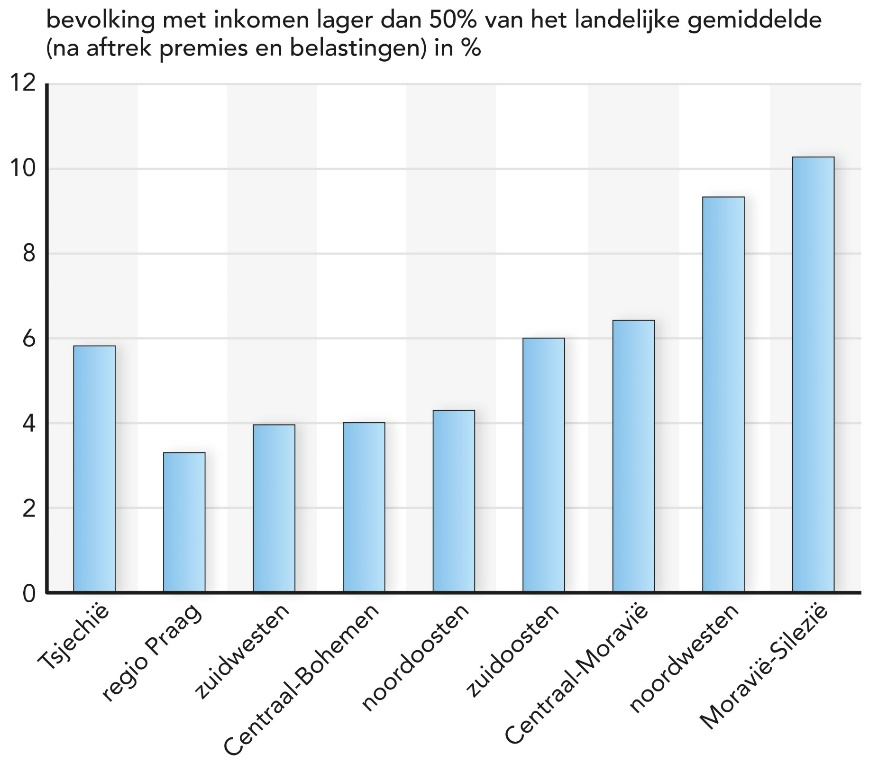 bevolking met inkomen lager dan 50% van het landelijke gemiddelde
(na aftrek premies en belastingen) in %
12
10
8
6
4
2
0
Tsjechië
regio Praag
zuidwesten
Centraal-Bohemen
noordoosten
zuidoosten
Centraal-Moravië
noordwesten
Moravië-Silezië